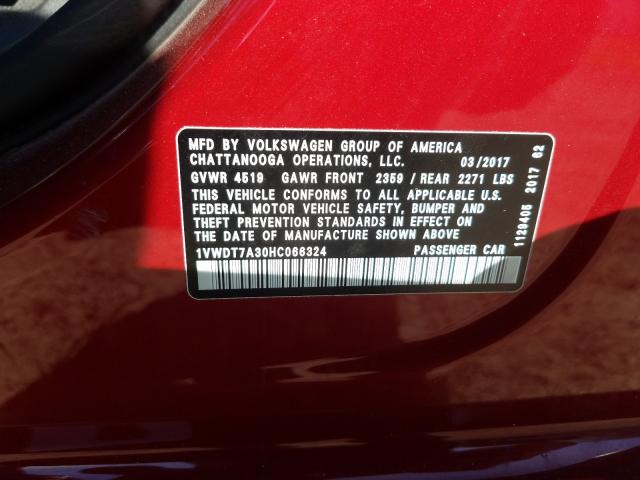 MFD BY VOLKSWAGEN GROUP OF AMERICA
CHATTANOOGA OPERATIONS, LLC. 03/2017
GVWR 4519 GAWR FRONT 2359 / REAR 2271 LBS
THIS VEHICLE CONFORMS TO ALL APPLICABLE U.S.
FEDERAL MOTOR VEHICLE SAFETY, BUMPER AND
THEFT PREVENTION STANDARDS IN EFFECT ON
THE DATE OF MANUFACTURE SHOWN ABOVE
1VWDT7A30HC066324 PASSENGER CAR
1129405 2017 62